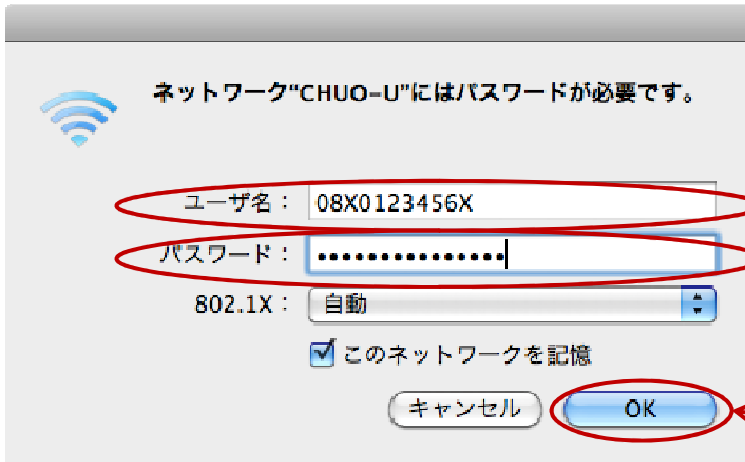 ネットワーク“CHUO-U”にはパスワードが必要です。
ユーザ名： 08X0123456X
パスワード： •••••••••••••••
802.1X： 自動
このネットワークを記憶
キャンセル OK